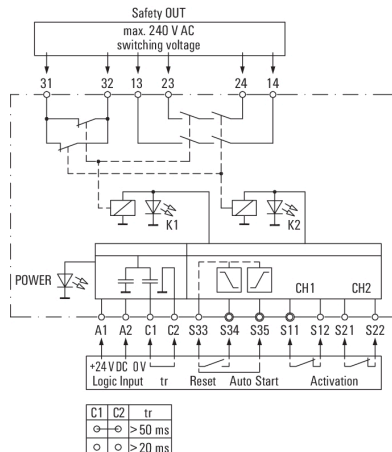 Safety OUT
max. 240 V AC
switching voltage
31 32 13 23 24 14
K1 K2
POWER
CH1 CH2
A1 A2 C1 C2 S33 S34 S35 S11 S12 S21 S22
+24 V DC 0 V
Logic Input tr Reset Auto Start Activation
C1 C2 tr
>50 ms
>20 ms